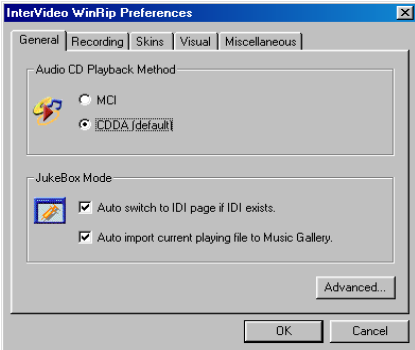 InterVideo WinRip Preferences
General Recording Skins Visual Miscellaneous
Audio CD Playback Method
MCI
CDDA (default)
JukeBox Mode
Auto switch to IDI page if IDI exists.
Auto import current playing file to Music Gallery.
Advanced...
OK Cancel